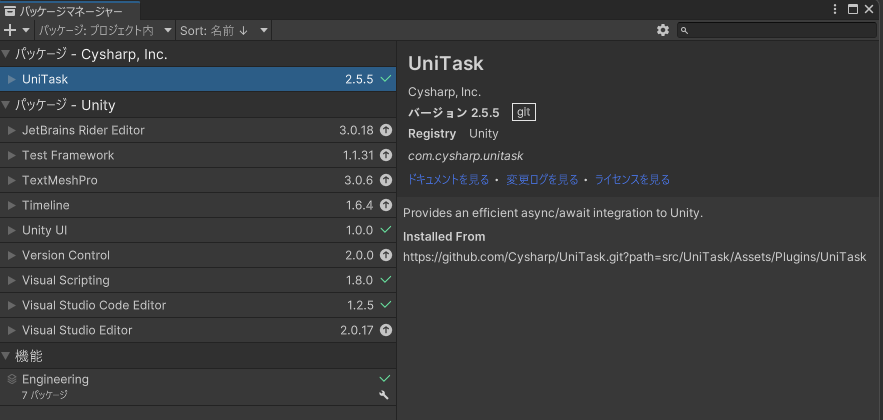 パッケージマネージャー
パッケージ: プロジェクト内 Sort: 名前 ↓
パッケージ - Cysharp, Inc.
UniTask 2.5.5
パッケージ - Unity
JetBrains Rider Editor 3.0.18
Test Framework 1.1.31
TextMeshPro 3.0.6
Timeline 1.6.4
Unity UI 1.0.0
Version Control 2.0.0
Visual Scripting 1.8.0
Visual Studio Code Editor 1.2.5
Visual Studio Editor 2.0.17
機能
Engineering
7 パッケージ
UniTask
Cysharp, Inc.
バージョン 2.5.5 git
Registry Unity
com.cysharp.unitask
ドキュメントを見る • 変更ログを見る • ライセンスを見る
Provides an efficient async/await integration to Unity.
Installed From
https://github.com/Cysharp/UniTask.git?path=src/UniTask/Assets/Plugins/UniTask